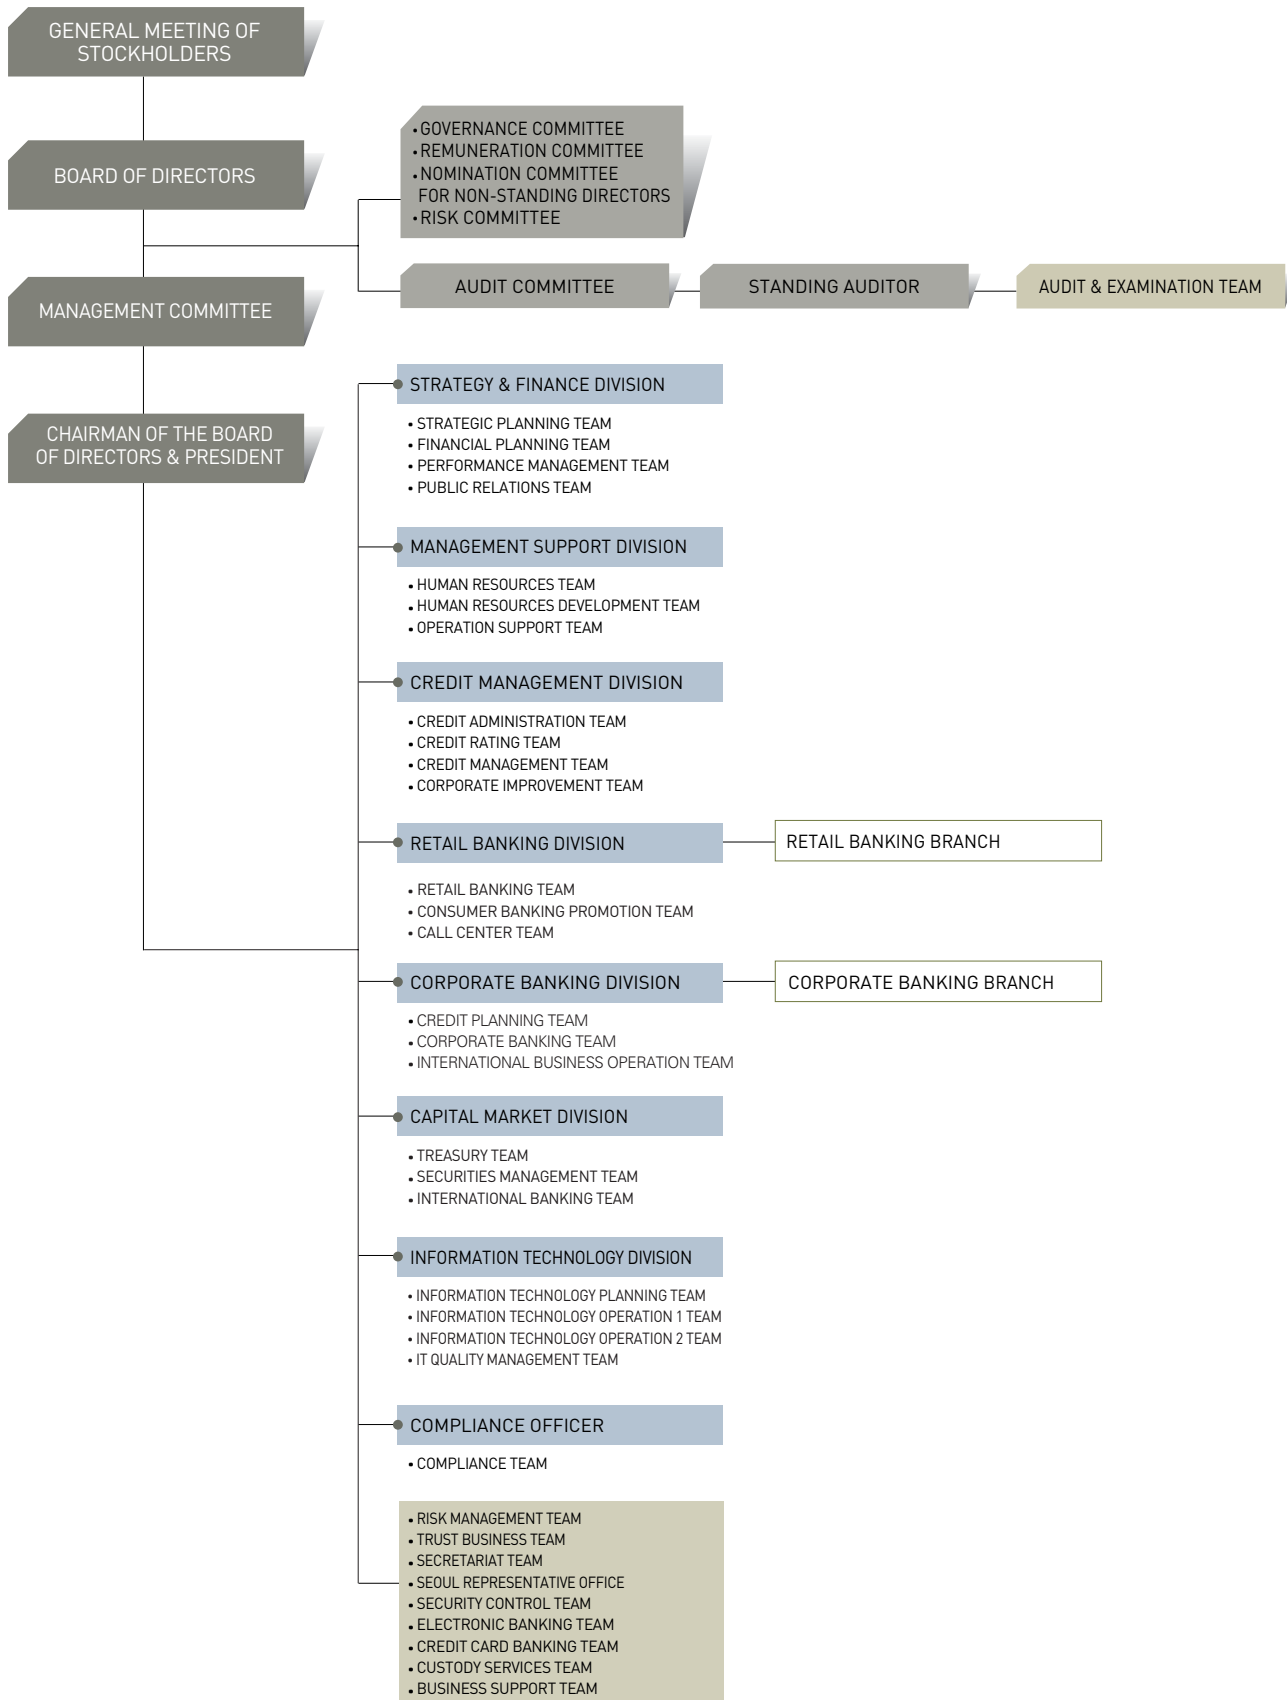 GENERAL MEETING OF
STOCKHOLDERS
BOARD OF DIRECTORS
• GOVERNANCE COMMITTEE
• REMUNERATION COMMITTEE
• NOMINATION COMMITTEE
FOR NON-STANDING DIRECTORS
• RISK COMMITTEE
AUDIT COMMITTEE
STANDING AUDITOR
AUDIT & EXAMINATION TEAM
MANAGEMENT COMMITTEE
CHAIRMAN OF THE BOARD
OF DIRECTORS & PRESIDENT
STRATEGY & FINANCE DIVISION
• STRATEGIC PLANNING TEAM
• FINANCIAL PLANNING TEAM
• PERFORMANCE MANAGEMENT TEAM
• PUBLIC RELATIONS TEAM
MANAGEMENT SUPPORT DIVISION
• HUMAN RESOURCES TEAM
• HUMAN RESOURCES DEVELOPMENT TEAM
• OPERATION SUPPORT TEAM
CREDIT MANAGEMENT DIVISION
• CREDIT ADMINISTRATION TEAM
• CREDIT RATING TEAM
• CREDIT MANAGEMENT TEAM
• CORPORATE IMPROVEMENT TEAM
RETAIL BANKING DIVISION
RETAIL BANKING BRANCH
• RETAIL BANKING TEAM
• CONSUMER BANKING PROMOTION TEAM
• CALL CENTER TEAM
CORPORATE BANKING DIVISION
CORPORATE BANKING BRANCH
• CREDIT PLANNING TEAM
• CORPORATE BANKING TEAM
• INTERNATIONAL BUSINESS OPERATION TEAM
CAPITAL MARKET DIVISION
• TREASURY TEAM
• SECURITIES MANAGEMENT TEAM
• INTERNATIONAL BANKING TEAM
INFORMATION TECHNOLOGY DIVISION
• INFORMATION TECHNOLOGY PLANNING TEAM
• INFORMATION TECHNOLOGY OPERATION 1 TEAM
• INFORMATION TECHNOLOGY OPERATION 2 TEAM
• IT QUALITY MANAGEMENT TEAM
COMPLIANCE OFFICER
• COMPLIANCE TEAM
• RISK MANAGEMENT TEAM
• TRUST BUSINESS TEAM
• SECRETARIAT TEAM
• SEOUL REPRESENTATIVE OFFICE
• SECURITY CONTROL TEAM
• ELECTRONIC BANKING TEAM
• CREDIT CARD BANKING TEAM
• CUSTODY SERVICES TEAM
• BUSINESS SUPPORT TEAM